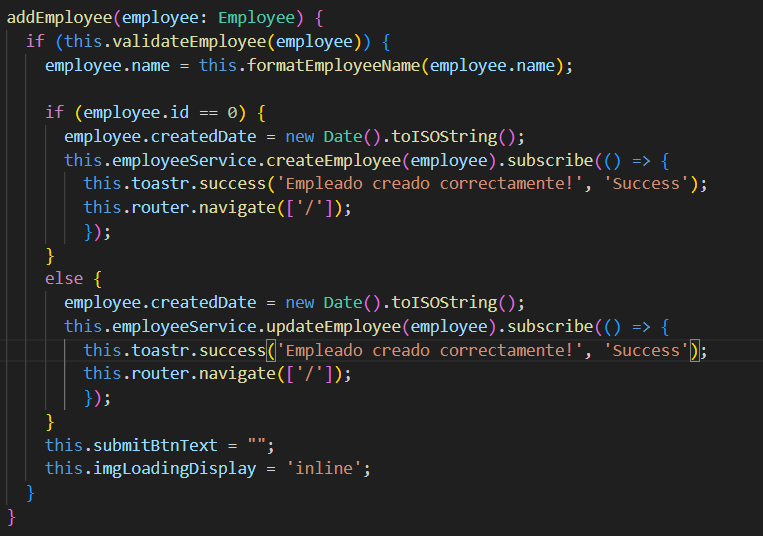 addEmployee(employee: Employee) {
if (this.validateEmployee(employee)) {
employee.name = this.formatEmployeeName(employee.name);
if (employee.id == 0) {
employee.createdDate = new Date().toISOString();
this.employeeService.createEmployee(employee).subscribe(() => {
this.toastr.success('Empleado creado correctamente!', 'Success');
this.router.navigate(['/']);
});
}
else {
employee.createdDate = new Date().toISOString();
this.employeeService.updateEmployee(employee).subscribe(() => {
this.toastr.success('Empleado creado correctamente!', 'Success');
this.router.navigate(['/']);
});
}
this.submitBtnText = "";
this.imgLoadingDisplay = 'inline';
}
}